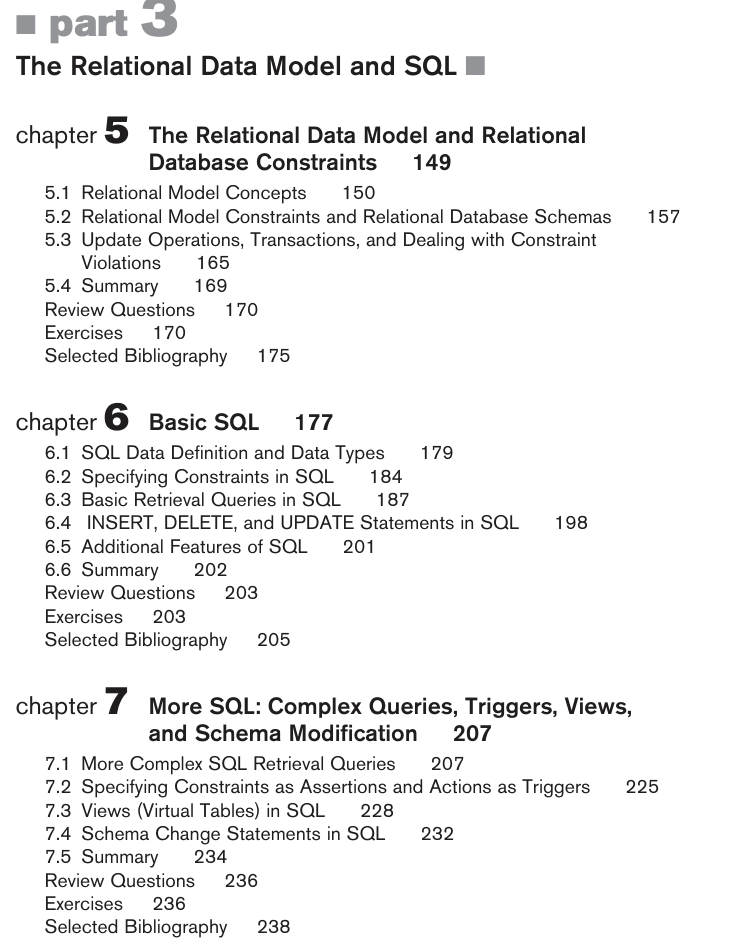 ■ part 3
The Relational Data Model and SQL ■
chapter 5 The Relational Data Model and Relational
Database Constraints 149
5.1 Relational Model Concepts 150
5.2 Relational Model Constraints and Relational Database Schemas 157
5.3 Update Operations, Transactions, and Dealing with Constraint
Violations 165
5.4 Summary 169
Review Questions 170
Exercises 170
Selected Bibliography 175
chapter 6 Basic SQL 177
6.1 SQL Data Definition and Data Types 179
6.2 Specifying Constraints in SQL 184
6.3 Basic Retrieval Queries in SQL 187
6.4 INSERT, DELETE, and UPDATE Statements in SQL 198
6.5 Additional Features of SQL 201
6.6 Summary 202
Review Questions 203
Exercises 203
Selected Bibliography 205
chapter 7 More SQL: Complex Queries, Triggers, Views,
and Schema Modification 207
7.1 More Complex SQL Retrieval Queries 207
7.2 Specifying Constraints as Assertions and Actions as Triggers 225
7.3 Views (Virtual Tables) in SQL 228
7.4 Schema Change Statements in SQL 232
7.5 Summary 234
Review Questions 236
Exercises 236
Selected Bibliography 238